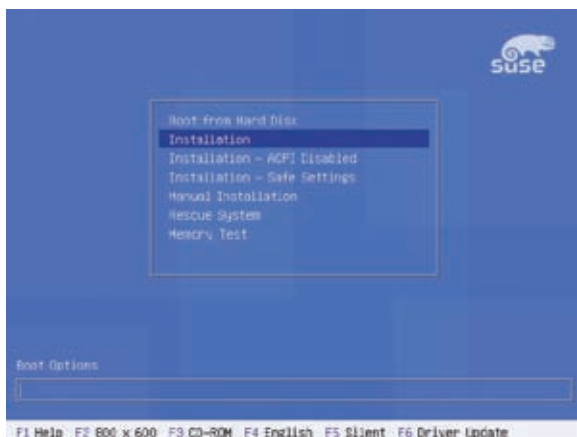 suse
Boot from Hard Disk
Installation
Installation - ACPI Disabled
Installation - Safe Settings
Manual Installation
Rescue System
Memory Test
Boot Options
F1 Help F2 800 x 600 F3 CD-ROM F4 English F5 Silent F6 Driver Update